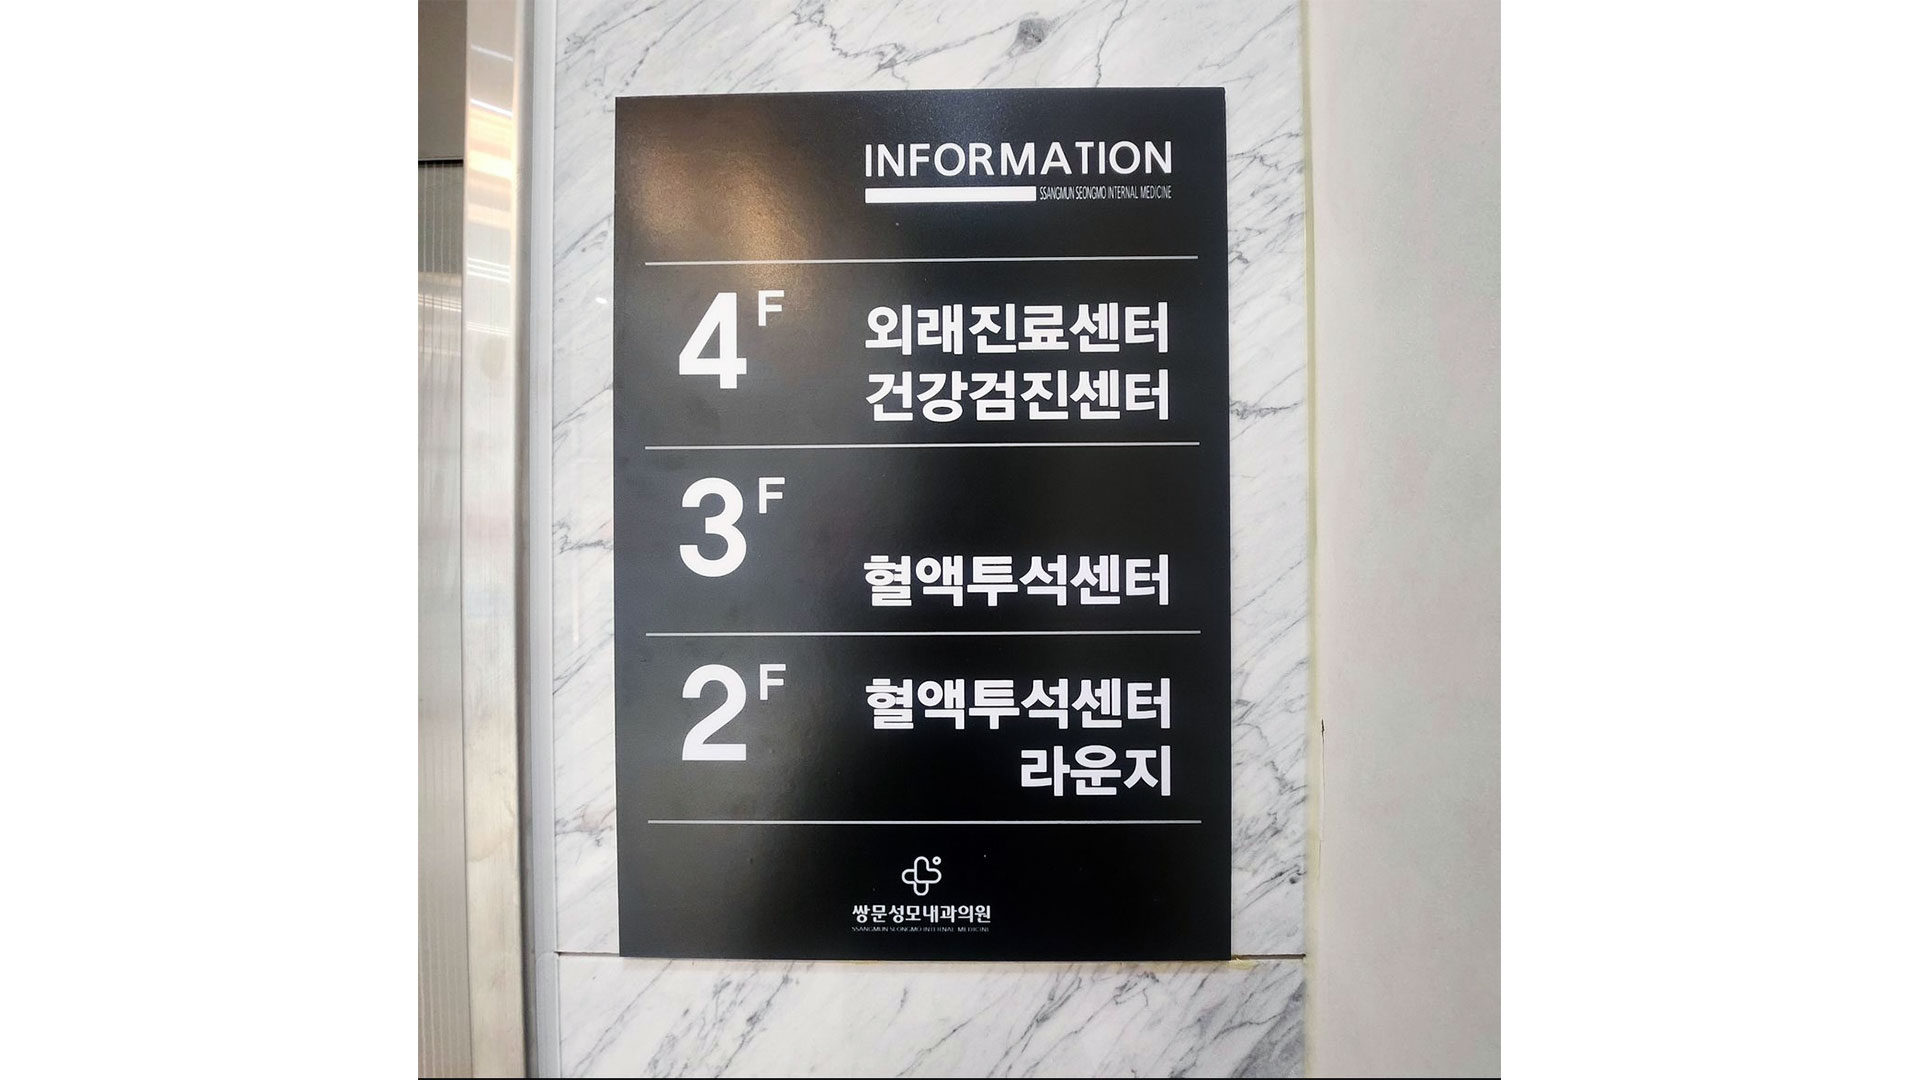 INFORMATION
SSANGMUN SEONGMO INTERNAL MEDICINE
4F
외래진료센터
건강검진센터
3F
혈액투석센터
2F
혈액투석센터
라운지
쌍문성모내과의원
SSANGMUN SEONGMO INTERNAL MEDICINE